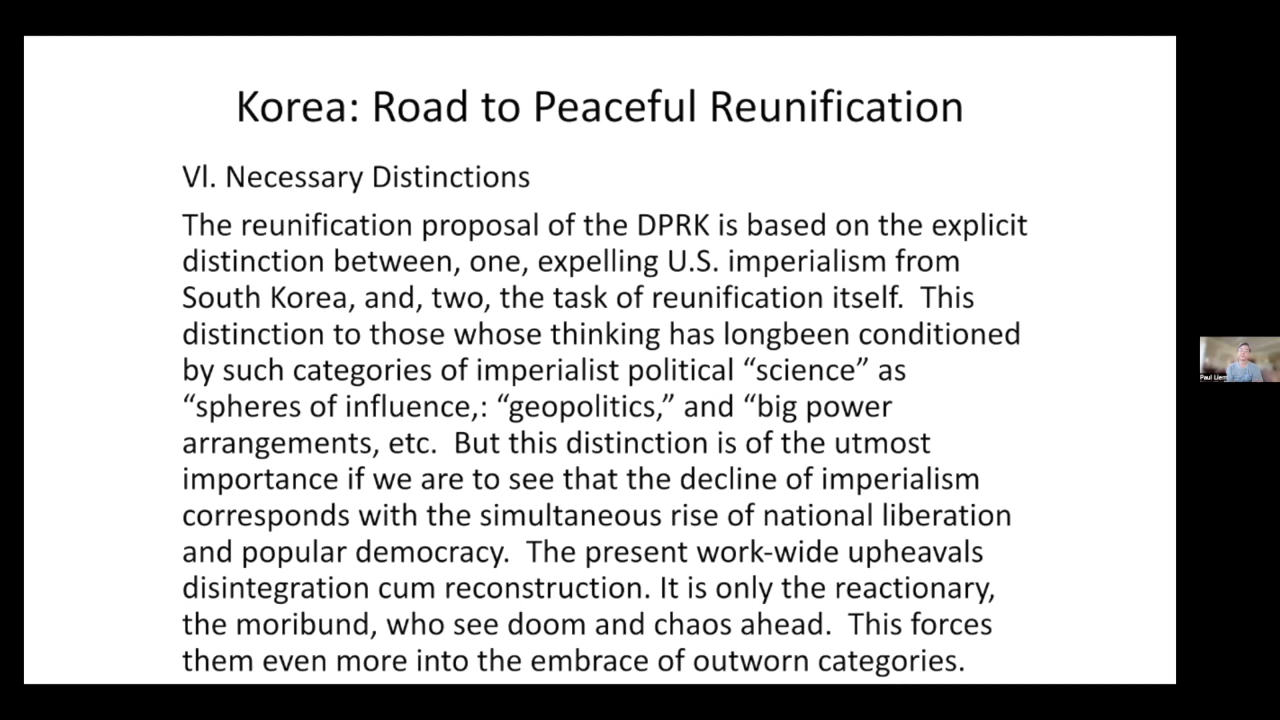 Korea: Road to Peaceful Reunification
Vl. Necessary Distinctions
The reunification proposal of the DPRK is based on the explicit
distinction between, one, expelling U.S. imperialism from
South Korea, and, two, the task of reunification itself.  This
distinction to those whose thinking has longbeen conditioned
by such categories of imperialist political “science” as
“spheres of influence,: “geopolitics,” and “big power
arrangements, etc.  But this distinction is of the utmost
importance if we are to see that the decline of imperialism
corresponds with the simultaneous rise of national liberation
and popular democracy.  The present work-wide upheavals
disintegration cum reconstruction. It is only the reactionary,
the moribund, who see doom and chaos ahead.  This forces
them even more into the embrace of outworn categories.
Paul Liem